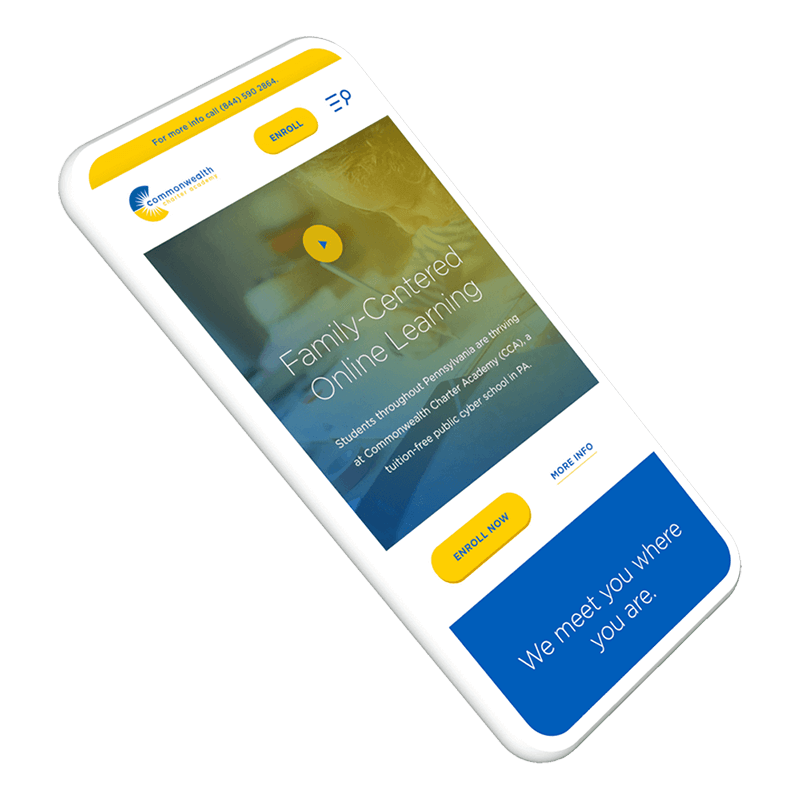 For more info call (844) 590 2864.
ENROLL
commonwealth
charter academy
Family-Centered
Online Learning
Students throughout Pennsylvania are thriving
at Commonwealth Charter Academy (CCA), a
tuition-free public cyber school in PA.
ENROLL NOW
MORE INFO
We meet you where
you are.